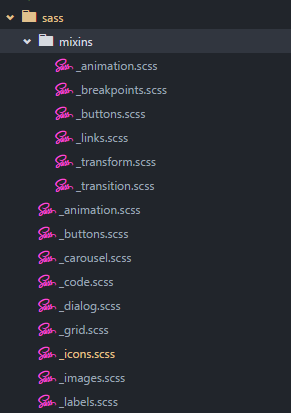 sass
mixins
_animation.scss
_breakpoints.scss
_buttons.scss
_links.scss
_transform.scss
_transition.scss
_animation.scss
_buttons.scss
_carousel.scss
_code.scss
_dialog.scss
_grid.scss
_icons.scss
_images.scss
_labels.scss